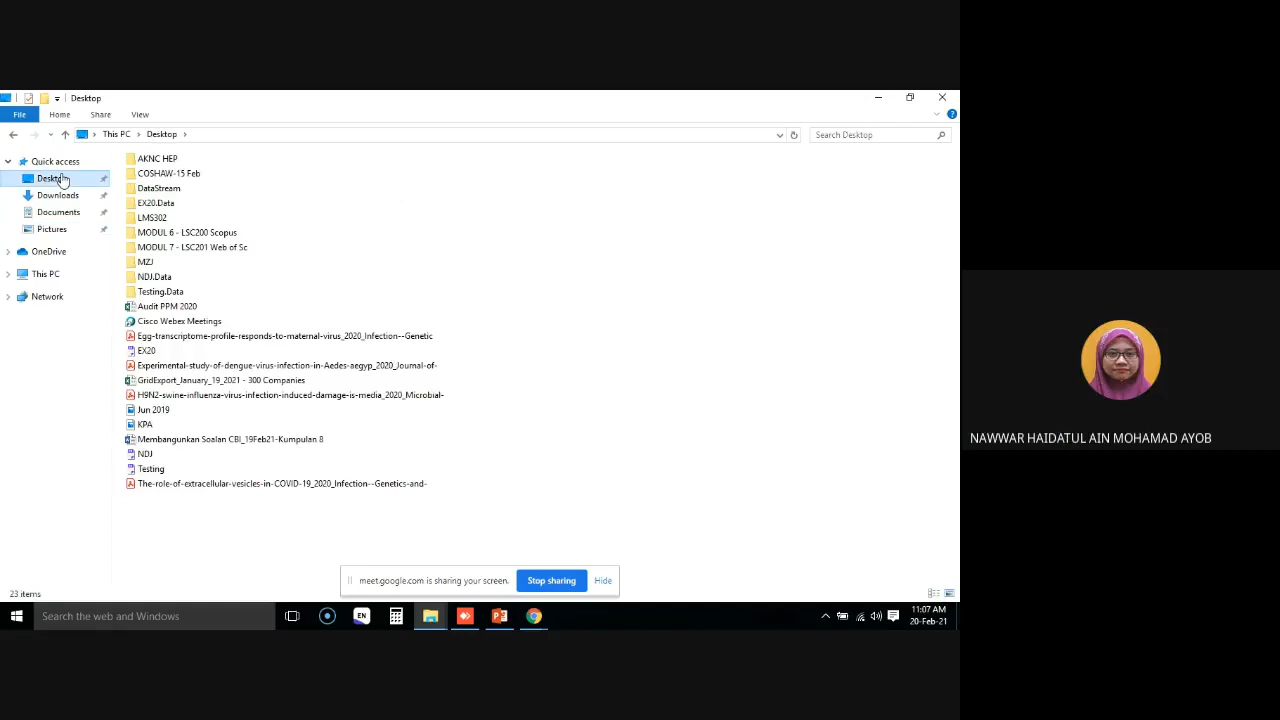 Desktop
File Home Share View
This PC Desktop
Search Desktop
Quick access
Desktop
Downloads
Documents
Pictures
OneDrive
This PC
Network
AKNC HEP
COSHAW-15 Feb
DataStream
EX20.Data
LMS302
MODUL 6 - LSC200 Scopus
MODUL 7 - LSC201 Web of Sc
MZJ
NDJ.Data
Testing.Data
Audit PPM 2020
Cisco Webex Meetings
Egg-transcriptome-profile-responds-to-maternal-virus_2020_Infection--Genetic
EX20
Experimental-study-of-dengue-virus-infection-in-Aedes-aegyp_2020_Journal-of-
GridExport_January_19_2021 - 300 Companies
H9N2-swine-influenza-virus-infection-induced-damage-is-media_2020_Microbial-
Jun 2019
KPA
Membangunkan Soalan CBI_19Feb21-Kumpulan 8
NDJ
Testing
The-role-of-extracellular-vesicles-in-COVID-19_2020_Infection--Genetics-and-
NAWWAR HAIDATUL AIN MOHAMAD AYOB
meet.google.com is sharing your screen. Stop sharing Hide
23 items
Search the web and Windows
EN
11:07 AM
20-Feb-21